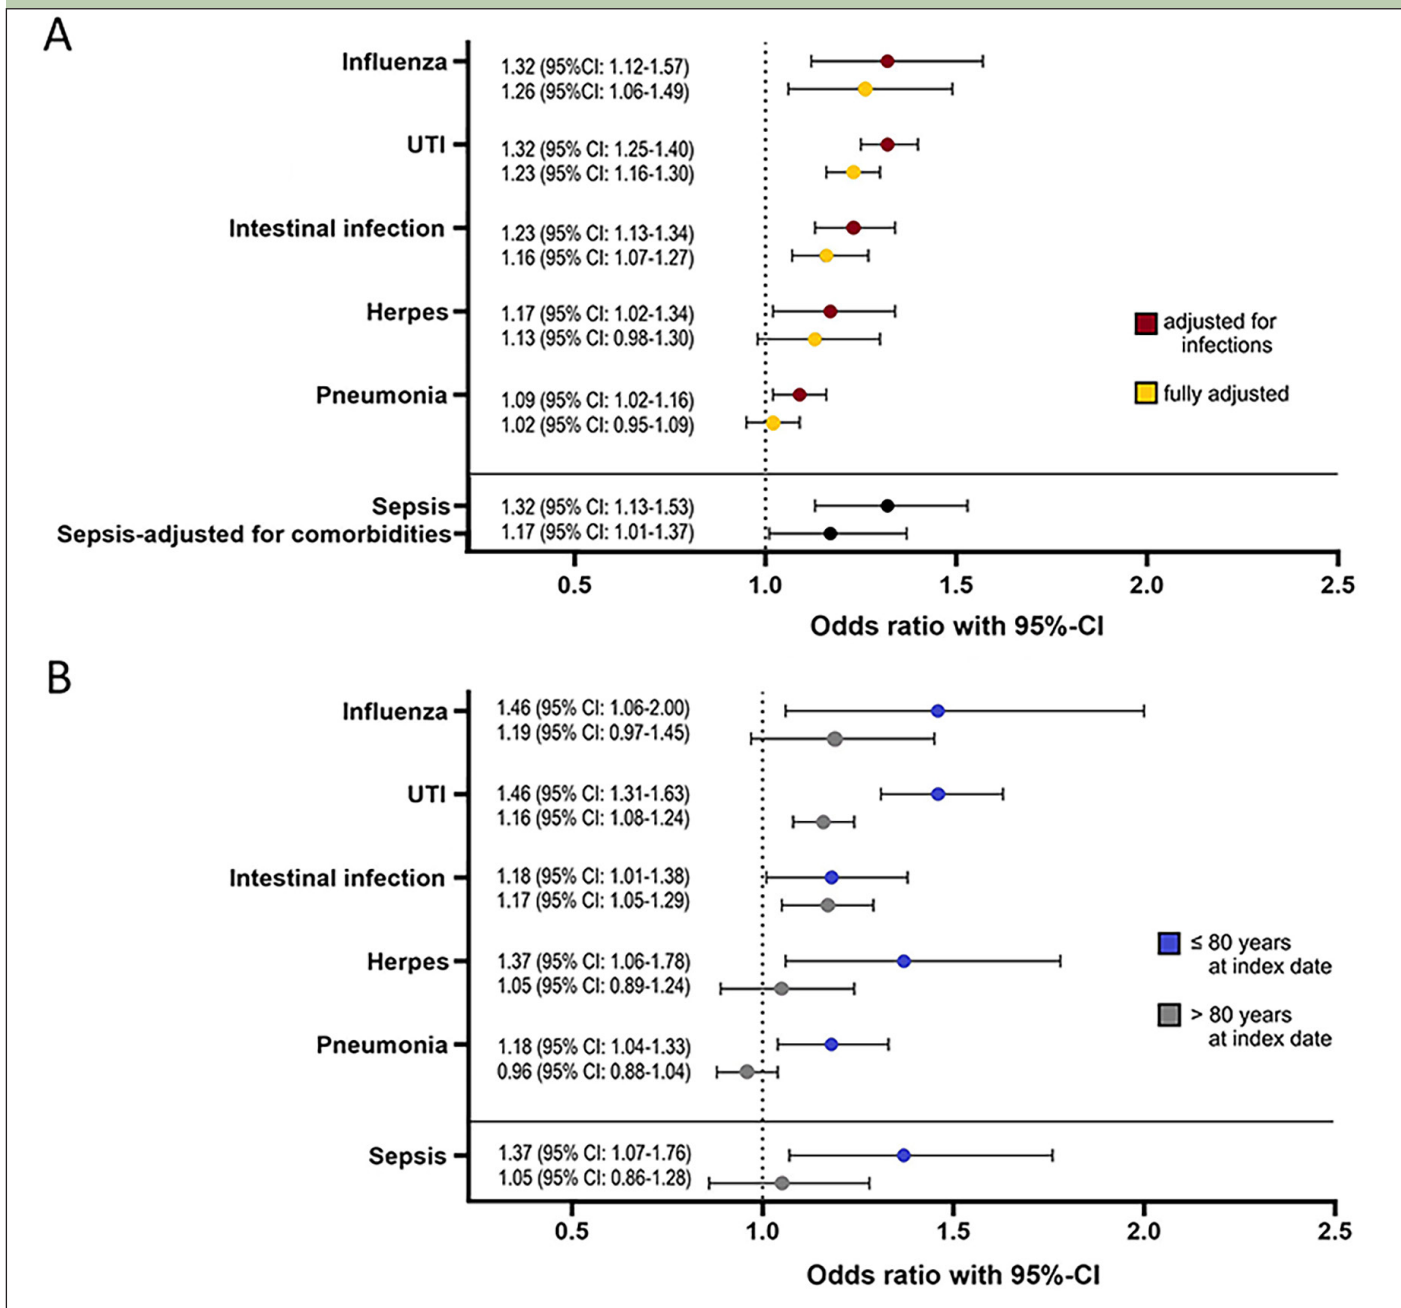 A
Influenza
1.32 (95%CI: 1.12-1.57)
1.26 (95%CI: 1.06-1.49)
UTI
1.32 (95% CI: 1.25-1.40)
1.23 (95% CI: 1.16-1.30)
Intestinal infection
1.23 (95% CI: 1.13-1.34)
1.16 (95% CI: 1.07-1.27)
Herpes
1.17 (95% CI: 1.02-1.34)
1.13 (95% CI: 0.98-1.30)
Pneumonia
1.09 (95% CI: 1.02-1.16)
1.02 (95% CI: 0.95-1.09)
adjusted for
infections
fully adjusted
Sepsis
1.32 (95% CI: 1.13-1.53)
Sepsis-adjusted for comorbidities
1.17 (95% CI: 1.01-1.37)
0.5 1.0 1.5 2.0 2.5
Odds ratio with 95%-CI
B
Influenza
1.46 (95% CI: 1.06-2.00)
1.19 (95% CI: 0.97-1.45)
UTI
1.46 (95% CI: 1.31-1.63)
1.16 (95% CI: 1.08-1.24)
Intestinal infection
1.18 (95% CI: 1.01-1.38)
1.17 (95% CI: 1.05-1.29)
Herpes
1.37 (95% CI: 1.06-1.78)
1.05 (95% CI: 0.89-1.24)
Pneumonia
1.18 (95% CI: 1.04-1.33)
0.96 (95% CI: 0.88-1.04)
≤ 80 years
at index date
> 80 years
at index date
Sepsis
1.37 (95% CI: 1.07-1.76)
1.05 (95% CI: 0.86-1.28)
0.5 1.0 1.5 2.0 2.5
Odds ratio with 95%-CI